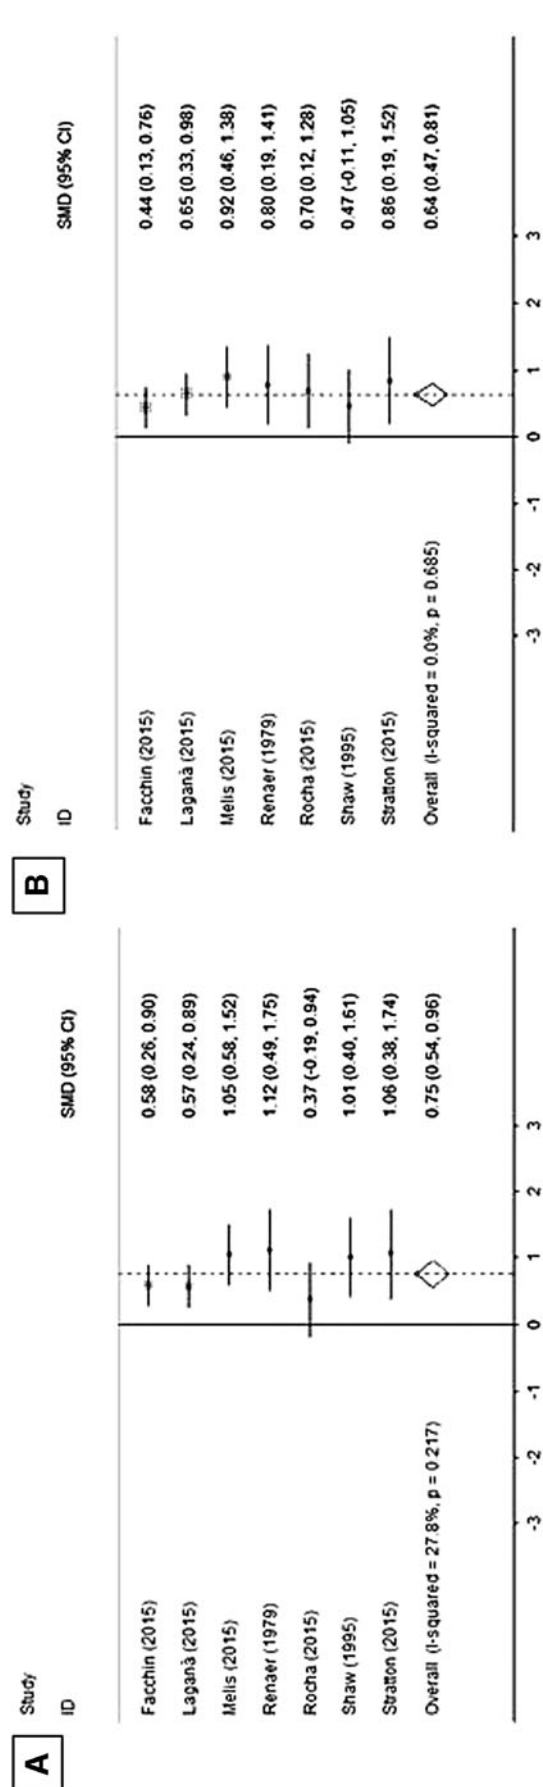 A
Study
ID SMD (95% CI)
Facchin (2015) 0.58 (0.26, 0.90)
Laganà (2015) 0.57 (0.24, 0.89)
Melis (2015) 1.05 (0.58, 1.52)
Renaer (1979) 1.12 (0.49, 1.75)
Rocha (2015) 0.37 (-0.19, 0.94)
Shaw (1995) 1.01 (0.40, 1.61)
Stratton (2015) 1.06 (0.38, 1.74)
Overall (I-squared = 27.8%, p = 0.217) 0.75 (0.54, 0.96)
-3 -2 -1 0 1 2 3
B
Study
ID SMD (95% CI)
Facchin (2015) 0.44 (0.13, 0.76)
Laganà (2015) 0.65 (0.33, 0.98)
Melis (2015) 0.92 (0.46, 1.38)
Renaer (1979) 0.80 (0.19, 1.41)
Rocha (2015) 0.70 (0.12, 1.28)
Shaw (1995) 0.47 (-0.11, 1.05)
Stratton (2015) 0.86 (0.19, 1.52)
Overall (I-squared = 0.0%, p = 0.685) 0.64 (0.47, 0.81)
-3 -2 -1 0 1 2 3